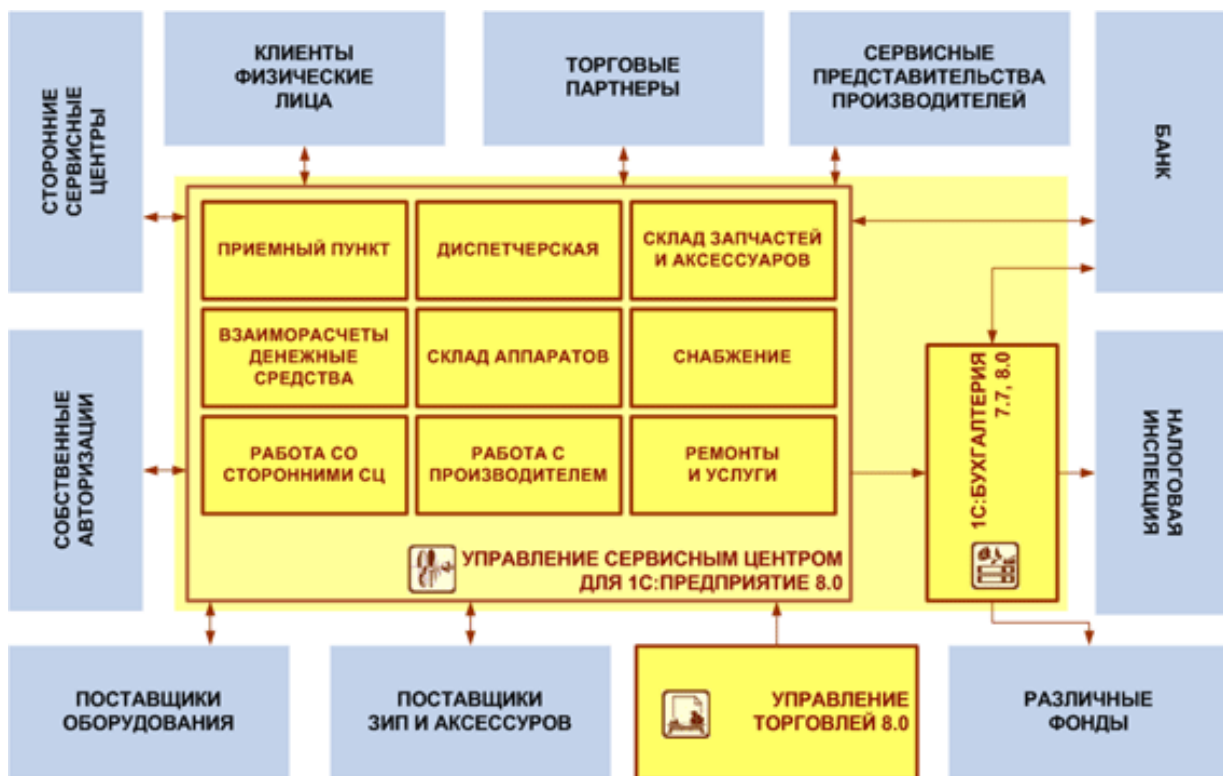 КЛИЕНТЫ
ФИЗИЧЕСКИЕ
ЛИЦА
ТОРГОВЫЕ
ПАРТНЕРЫ
СЕРВИСНЫЕ
ПРЕДСТАВИТЕЛЬСТВА
ПРОИЗВОДИТЕЛЕЙ
СТОРОННИЕ
СЕРВИСНЫЕ
ЦЕНТРЫ
БАНК
ПРИЕМНЫЙ ПУНКТ
ДИСПЕТЧЕРСКАЯ
СКЛАД ЗАПЧАСТЕЙ
И АКСЕССУАРОВ
ВЗАИМОРАСЧЕТЫ
ДЕНЕЖНЫЕ
СРЕДСТВА
СКЛАД АППАРАТОВ
СНАБЖЕНИЕ
РАБОТА СО
СТОРОННИМИ СЦ
РАБОТА С
ПРОИЗВОДИТЕЛЕМ
РЕМОНТЫ
И УСЛУГИ
УПРАВЛЕНИЕ СЕРВИСНЫМ ЦЕНТРОМ
ДЛЯ 1С:ПРЕДПРИЯТИЕ 8.0
СОБСТВЕННЫЕ
АВТОРИЗАЦИИ
1С:БУХГАЛТЕРИЯ
7.7, 8.0
НАЛОГОВАЯ
ИНСПЕКЦИЯ
ПОСТАВЩИКИ
ОБОРУДОВАНИЯ
ПОСТАВЩИКИ
ЗИП И АКСЕССУРОВ
УПРАВЛЕНИЕ
ТОРГОВЛЕЙ 8.0
РАЗЛИЧНЫЕ
ФОНДЫ